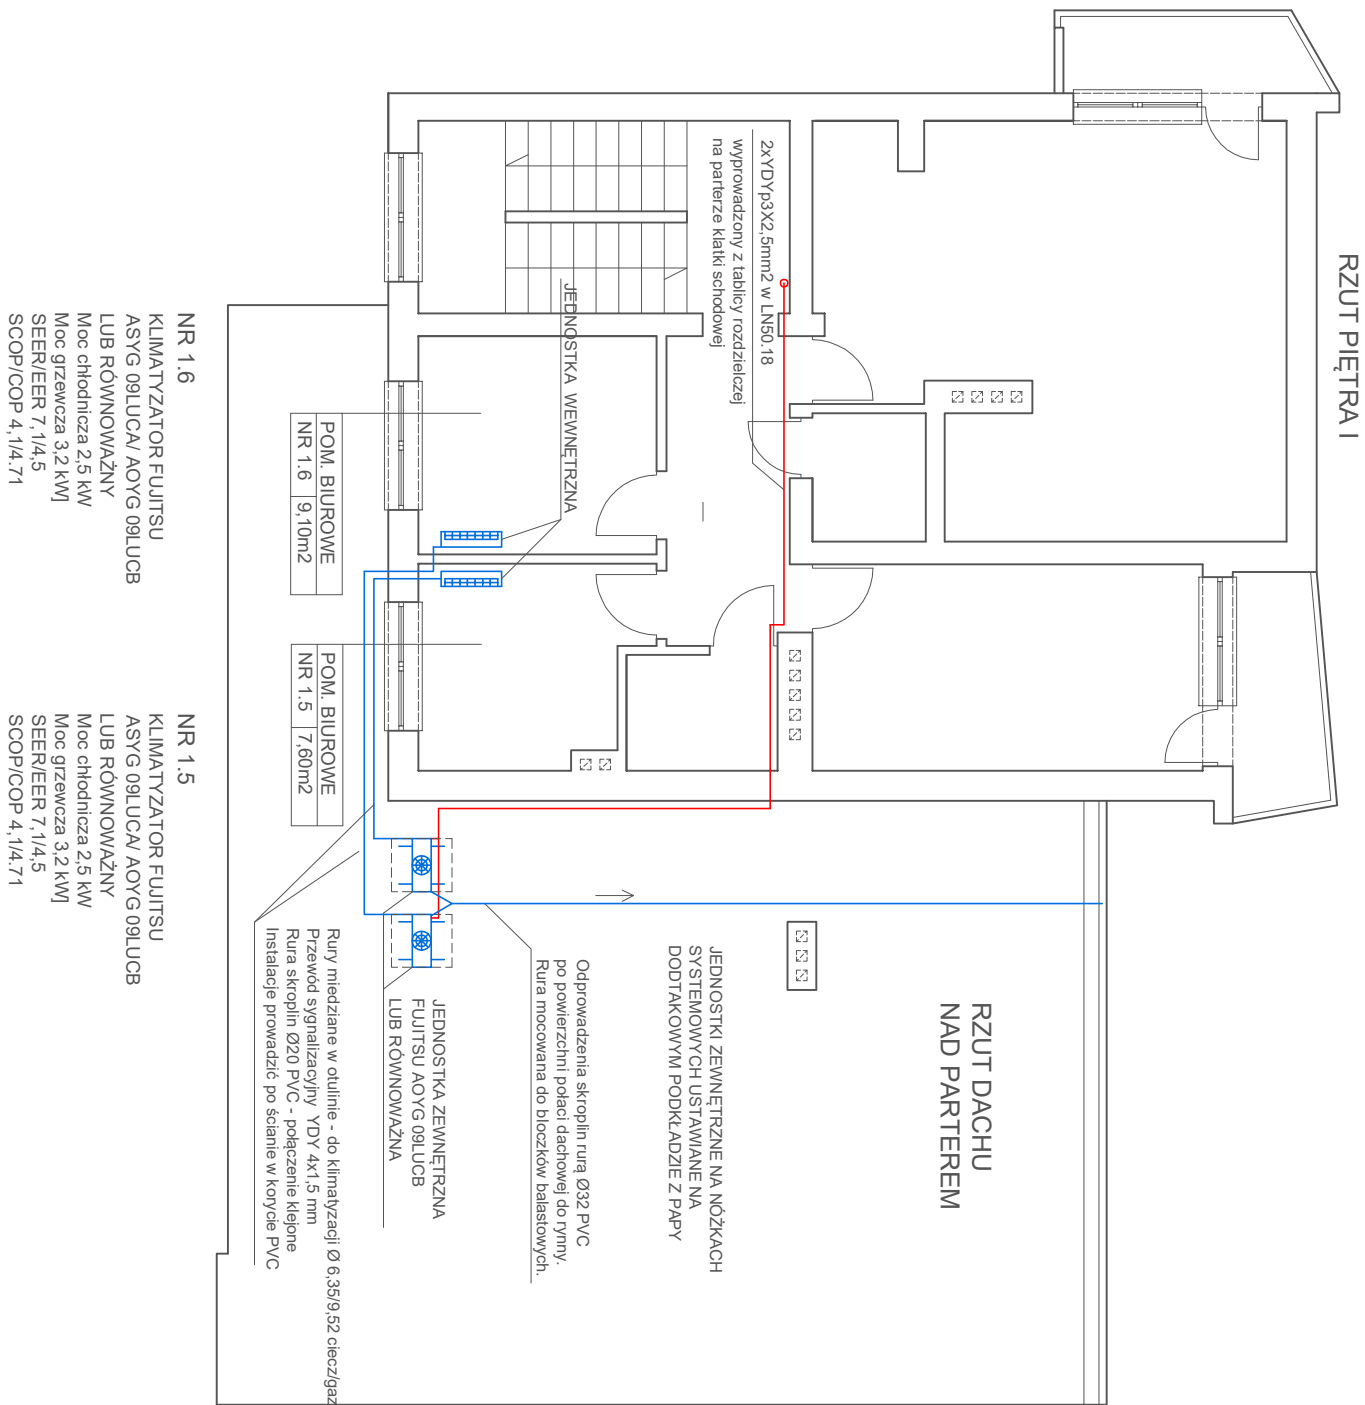 RZUT PIĘTRA I
2xYDYp3X2,5mm2 w LN50.18
wyprowadzony z tablicy rozdzielczej
na parterze klatki schodowej
JEDNOSTKA WEWNĘTRZNA
POM. BIUROWE
NR 1.6 9,10m2
POM. BIUROWE
NR 1.5 7,60m2
NR 1.6
KLIMATYZATOR FUJITSU
ASYG 09LUCA/ AOYG 09LUCB
LUB RÓWNOWAŻNY
Moc chłodnicza 2,5 kW
Moc grzewcza 3,2 kW]
SEER/EER 7,1/4,5
SCOP/COP 4,1/4.71
NR 1.5
KLIMATYZATOR FUJITSU
ASYG 09LUCA/ AOYG 09LUCB
LUB RÓWNOWAŻNY
Moc chłodnicza 2,5 kW
Moc grzewcza 3,2 kW]
SEER/EER 7,1/4,5
SCOP/COP 4,1/4.71
RZUT DACHU
NAD PARTEREM
JEDNOSTKI ZEWNĘTRZNE NA NÓŻKACH
SYSTEMOWYCH USTAWIANE NA
DODTAKOWYM PODKŁADZIE Z PAPY
Odprowadzenia skroplin rurą Ø32 PVC
po powierzchni połaci dachowej do rynny.
Rura mocowana do bloczków balastowych.
JEDNOSTKA ZEWNĘTRZNA
FUJITSU AOYG 09LUCB
LUB RÓWNOWAŻNA
Rury miedziane w otulinie - do klimatyzacji Ø 6,35/9,52 ciecz/gaz
Przewód sygnalizacyjny YDY 4x1,5 mm
Rura skroplin Ø20 PVC - połączenie klejone
Instalacje prowadzić po ścianie w korycie PVC